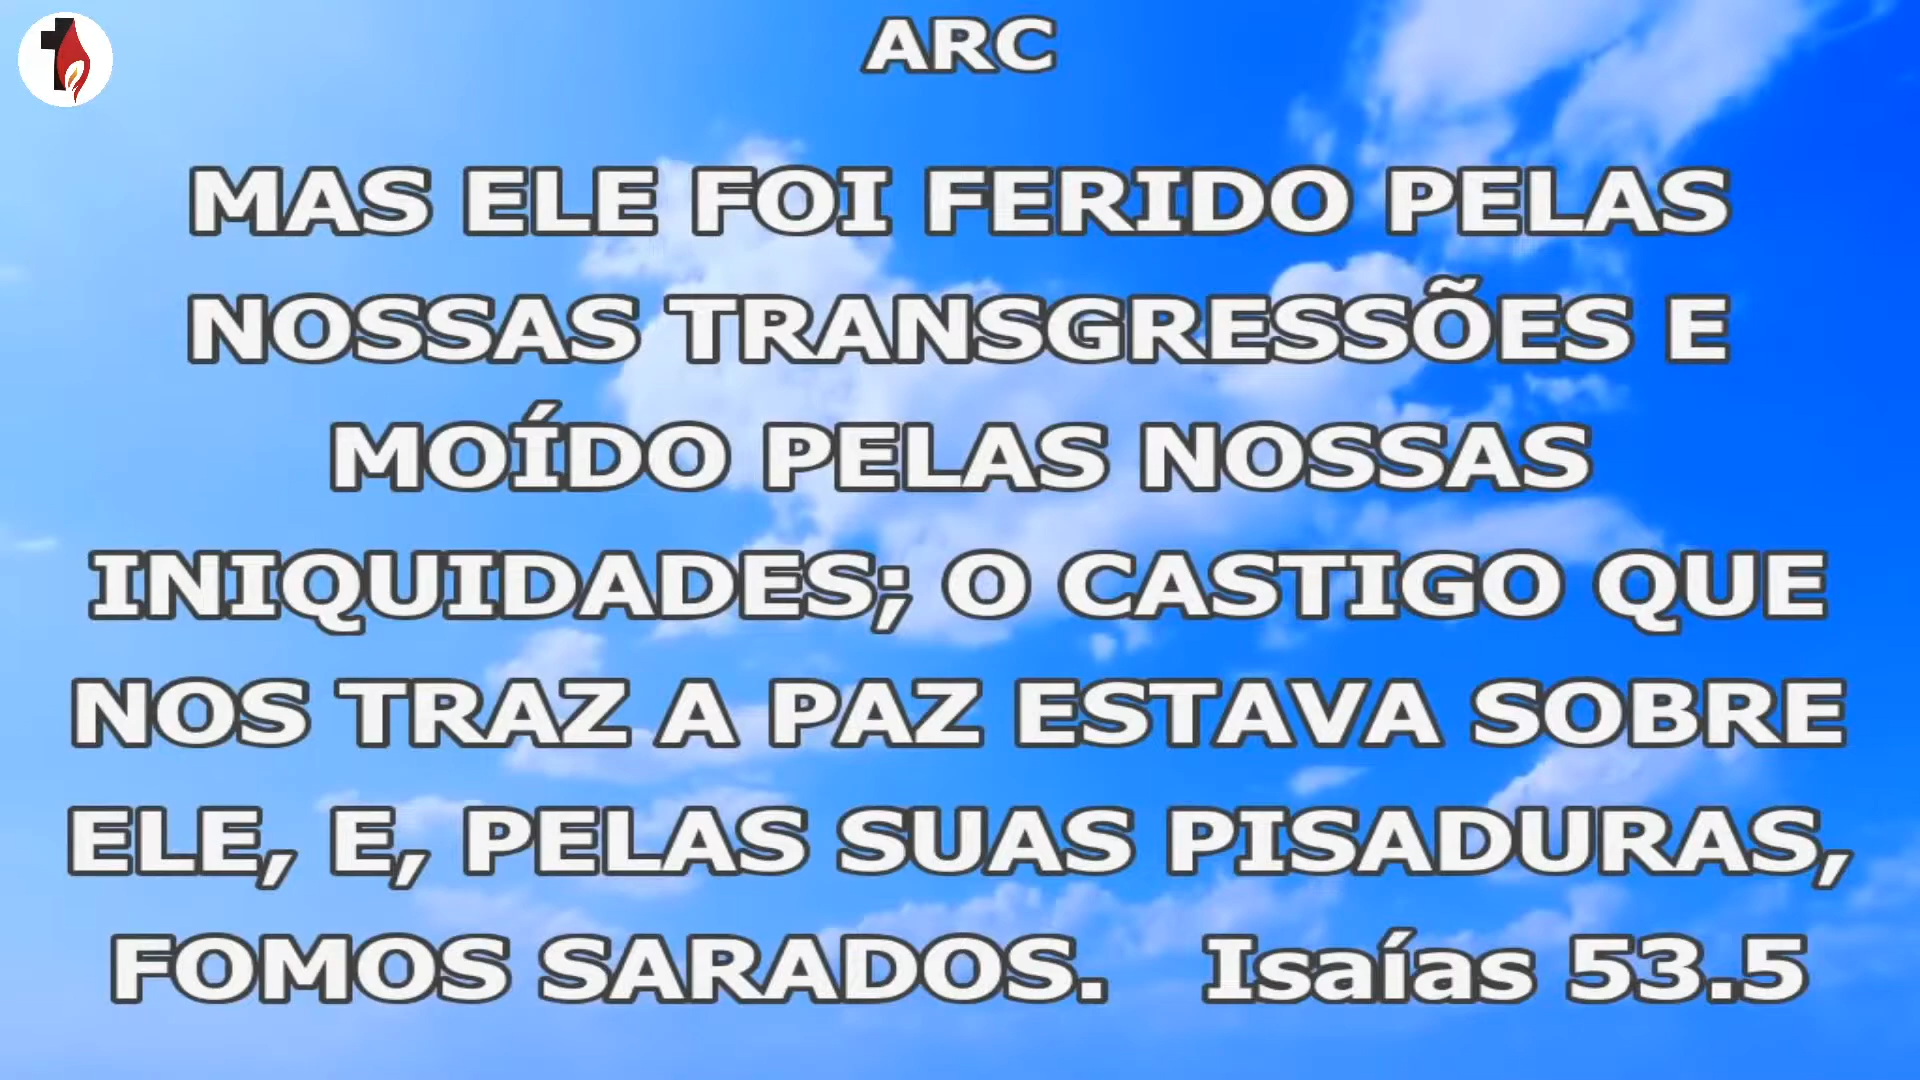 ARC
MAS ELE FOI FERIDO PELAS
NOSSAS TRANSGRESSÕES E
MOÍDO PELAS NOSSAS
INIQUIDADES; O CASTIGO QUE
NOS TRAZ A PAZ ESTAVA SOBRE
ELE, E, PELAS SUAS PISADURAS,
FOMOS SARADOS.   Isaías 53.5